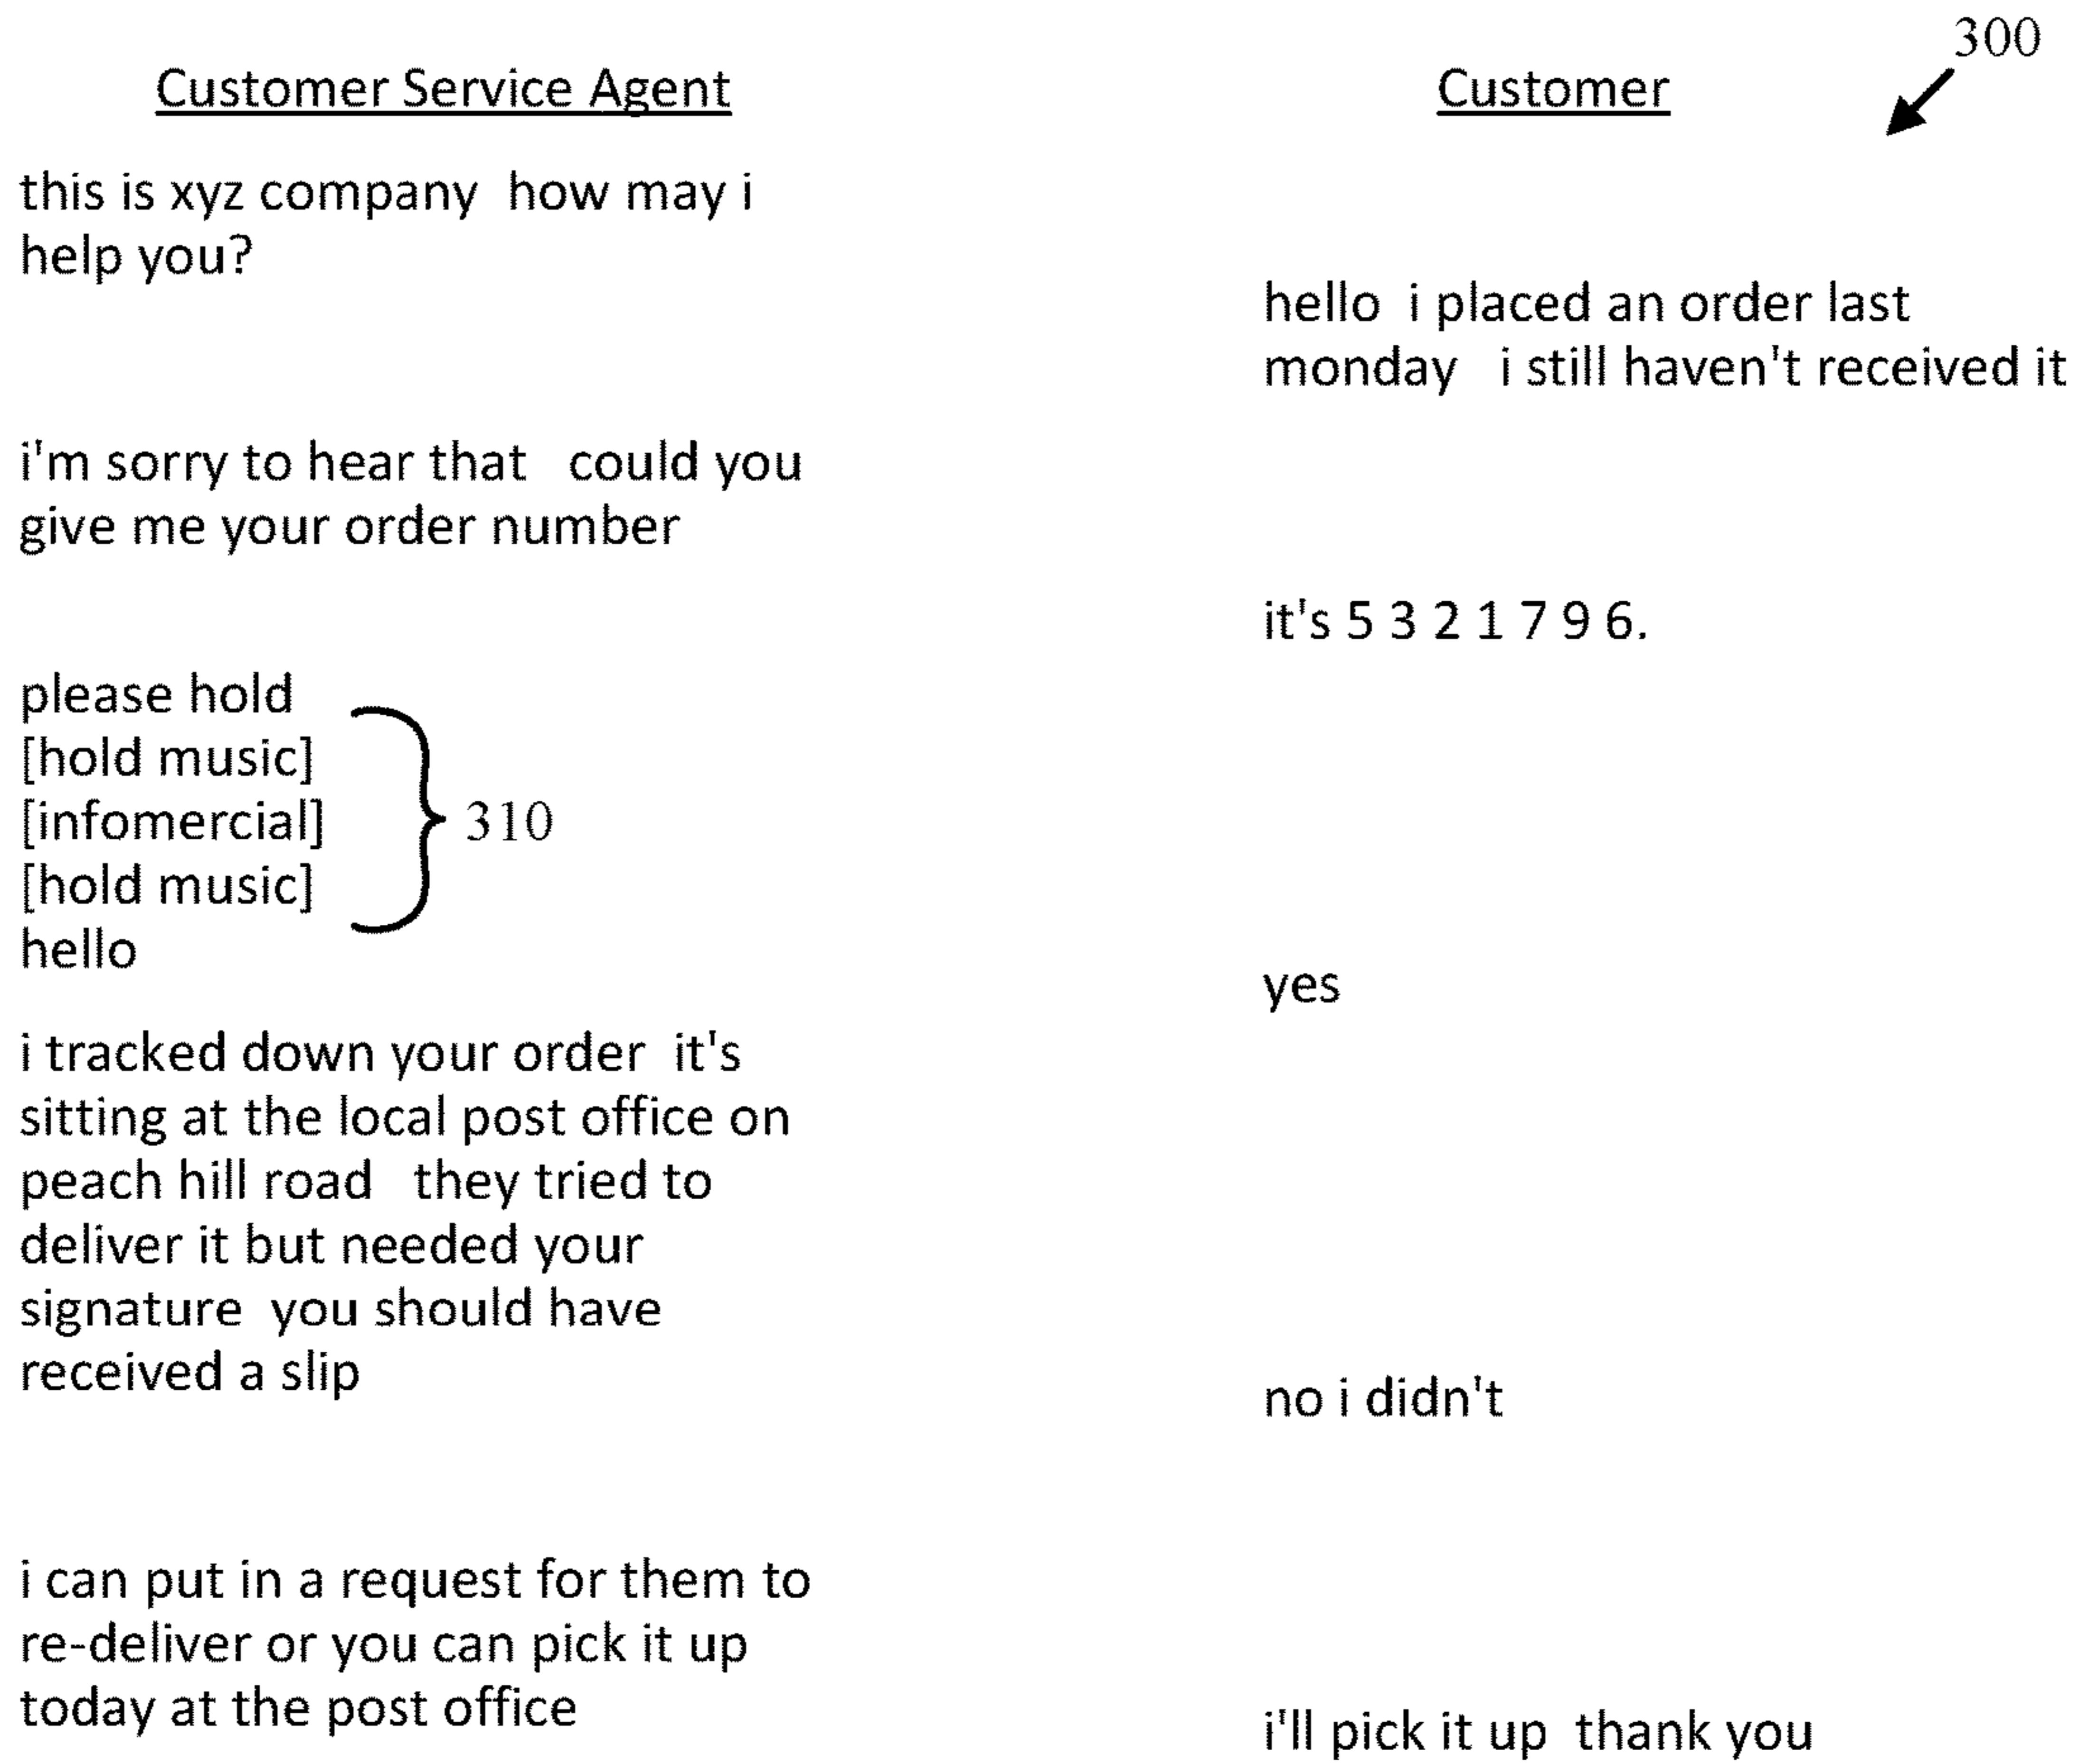 300
Customer Service Agent
Customer
this is xyz company how may i
help you?
hello i placed an order last
monday i still haven't received it
i'm sorry to hear that could you
give me your order number
it's 5 3 2 1 7 9 6.
please hold
[hold music]
[infomercial]
310
[hold music]
hello
yes
i tracked down your order it's
sitting at the local post office on
peach hill road they tried to
deliver it but needed your
signature you should have
received a slip
no i didn't
i can put in a request for them to
re-deliver or you can pick it up
today at the post office
i'll pick it up thank you